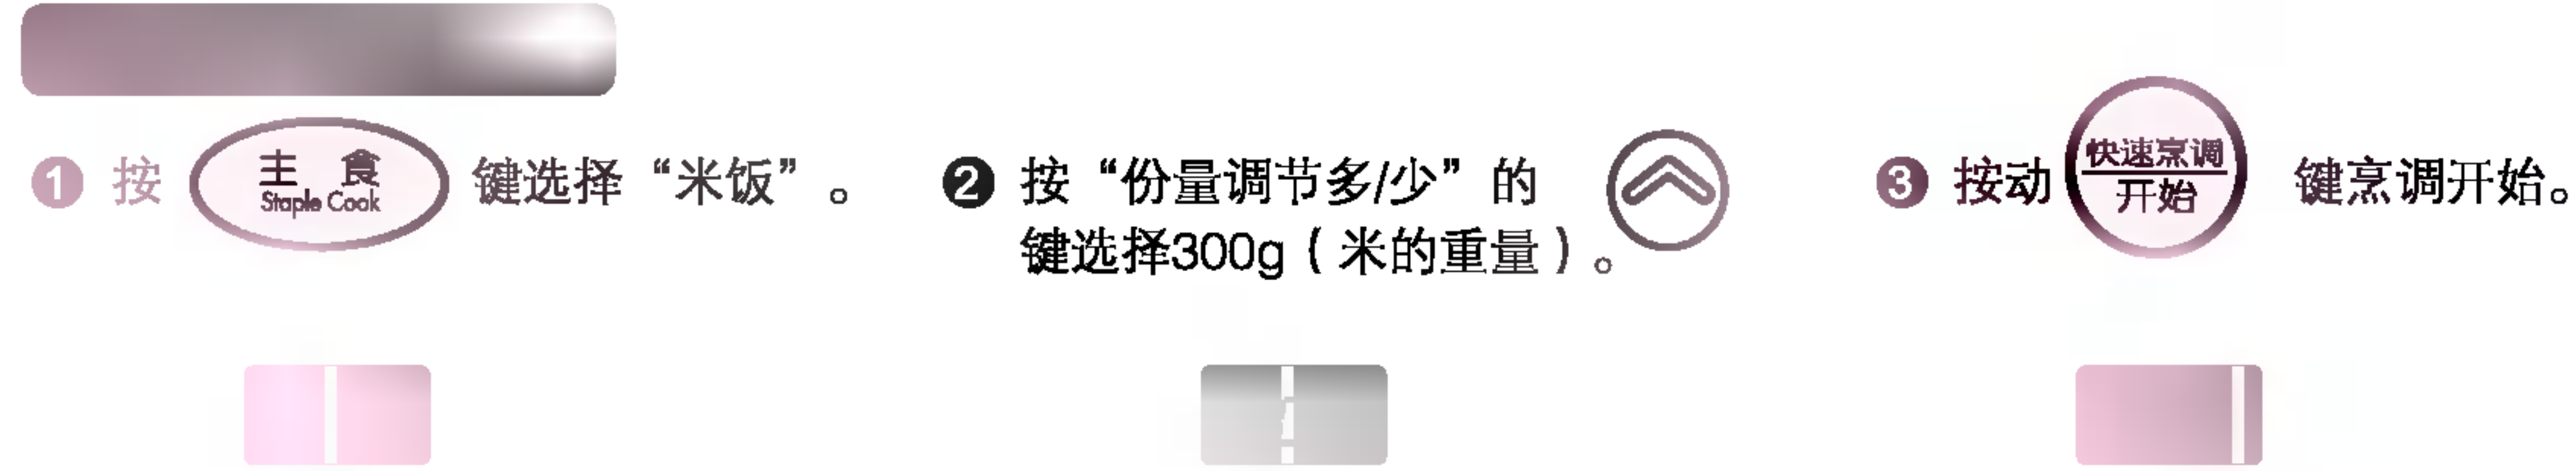 ❶ 按 主 食 Staple Cook 键选择“米饭”。
❷ 按“份量调节多/少”的
键选择300g（米的重量）。
❸ 按动 快速烹调 开始 键烹调开始。